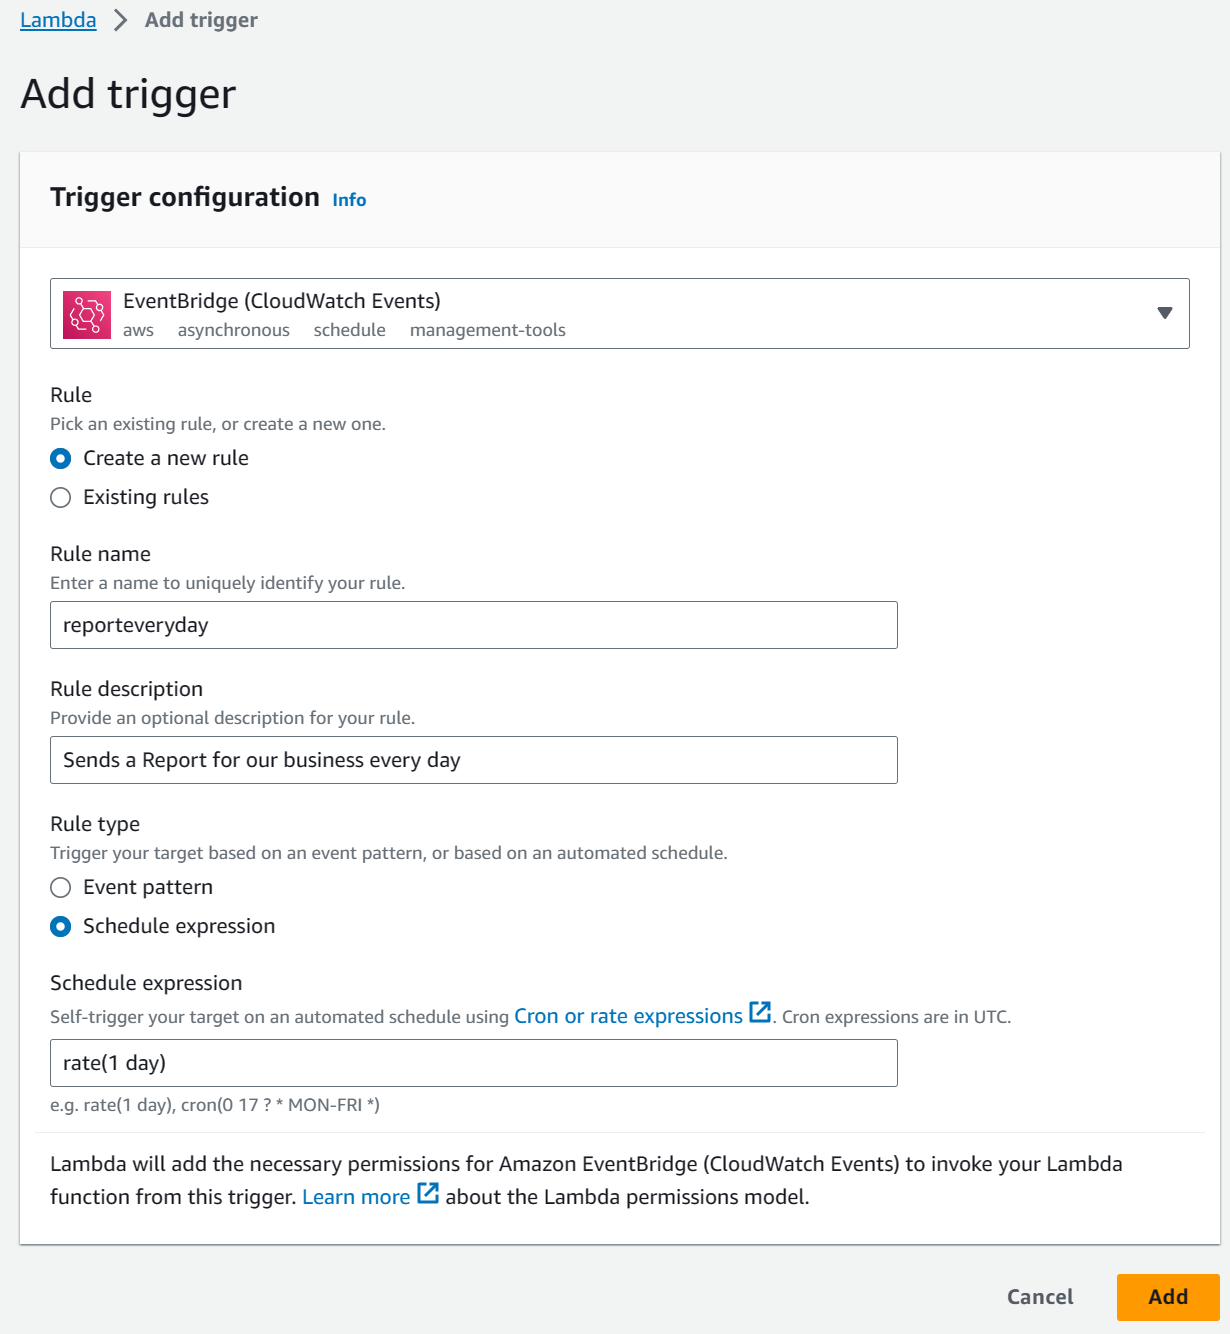 Lambda > Add trigger
Add trigger
Trigger configuration Info
EventBridge (CloudWatch Events)
aws asynchronous schedule management-tools
Rule
Pick an existing rule, or create a new one.
Create a new rule
Existing rules
Rule name
Enter a name to uniquely identify your rule.
reporteveryday
Rule description
Provide an optional description for your rule.
Sends a Report for our business every day
Rule type
Trigger your target based on an event pattern, or based on an automated schedule.
Event pattern
Schedule expression
Schedule expression
Self-trigger your target on an automated schedule using Cron or rate expressions. Cron expressions are in UTC.
rate(1 day)
e.g. rate(1 day), cron(0 17 ? * MON-FRI *)
Lambda will add the necessary permissions for Amazon EventBridge (CloudWatch Events) to invoke your Lambda
function from this trigger. Learn more about the Lambda permissions model.
Cancel Add